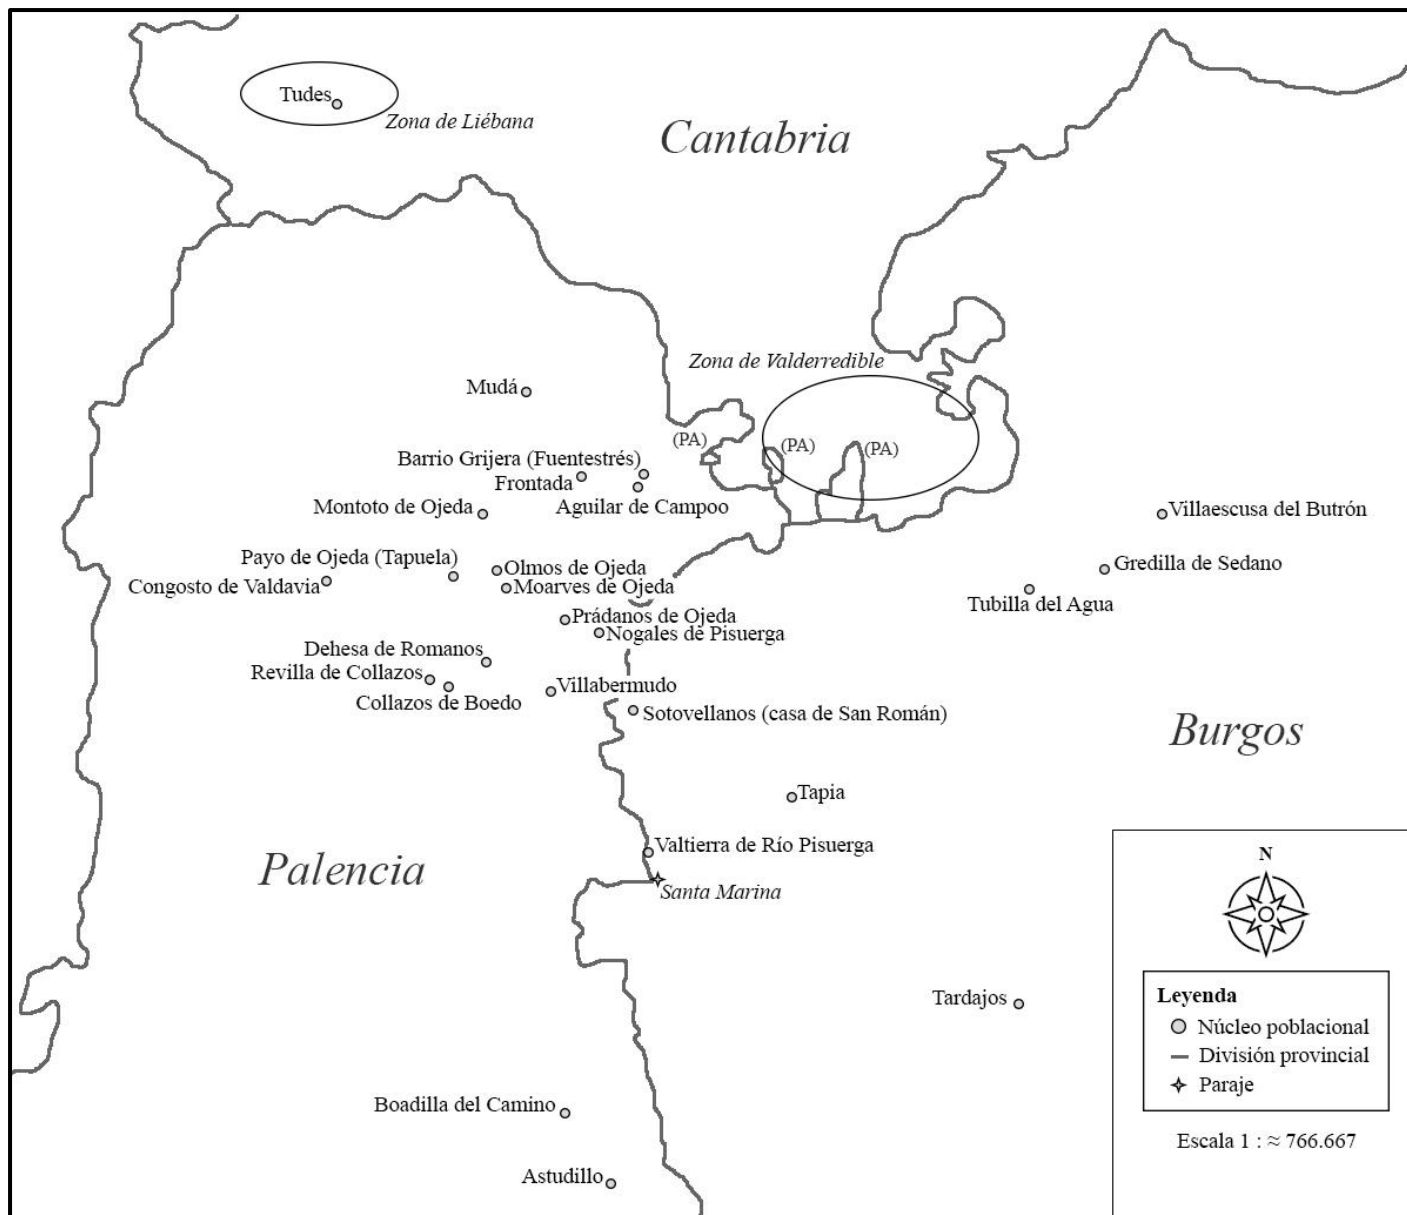 Tudes
Zona de Liébana
Cantabria
Zona de Valderredible
Mudá
(PA)
(PA)
(PA)
Barrio Grijera (Fuentestrés)
Frontada
Aguilar de Campoo
Montoto de Ojeda
Villaescusa del Butrón
Payo de Ojeda (Tapuela)
Olmos de Ojeda
Gredilla de Sedano
Congosto de Valdavia
Moarves de Ojeda
Tubilla del Agua
Prádanos de Ojeda
Nogales de Pisuerga
Dehesa de Romanos
Revilla de Collazos
Collazos de Boedo
Villabermudo
Sotovellanos (casa de San Román)
Burgos
Tapia
Valtierra de Río Pisuerga
Palencia
Santa Marina
Tardajos
Boadilla del Camino
Astudillo
N
Leyenda
Núcleo poblacional
División provincial
Paraje
Escala 1 : ≈ 766.667